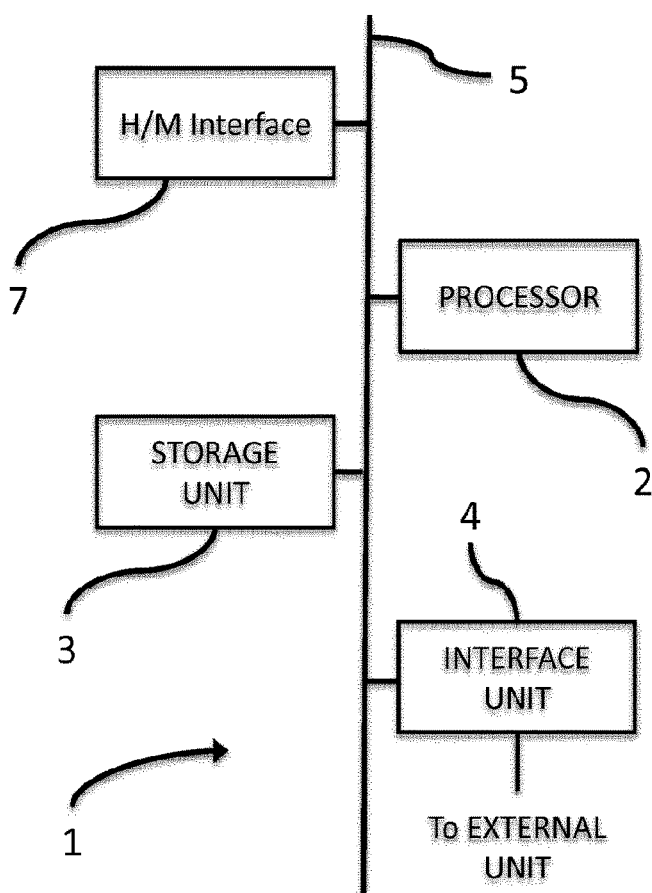 5
H/M Interface
7
PROCESSOR
2
STORAGE
UNIT
3
4
INTERFACE
UNIT
1
To EXTERNAL
UNIT